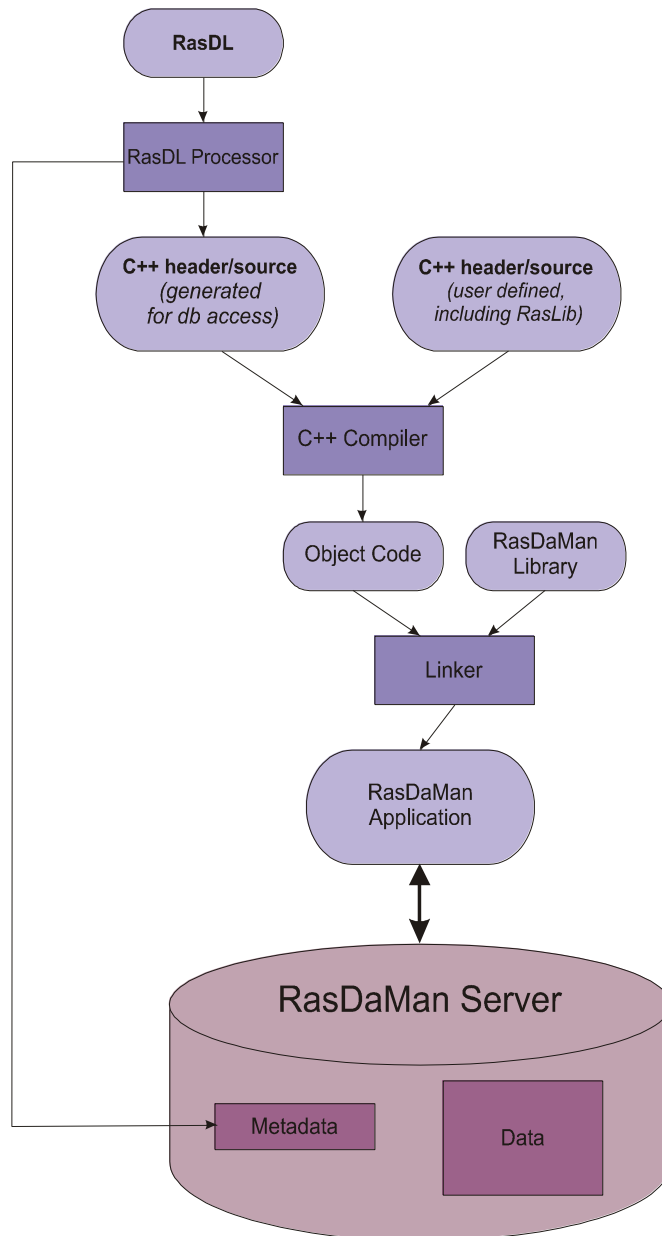 RasDL
RasDL Processor
C++ header/source
(generated
for db access)
C++ header/source
(user defined,
including RasLib)
C++ Compiler
Object Code
RasDaMan
Library
Linker
RasDaMan
Application
RasDaMan Server
Metadata
Data